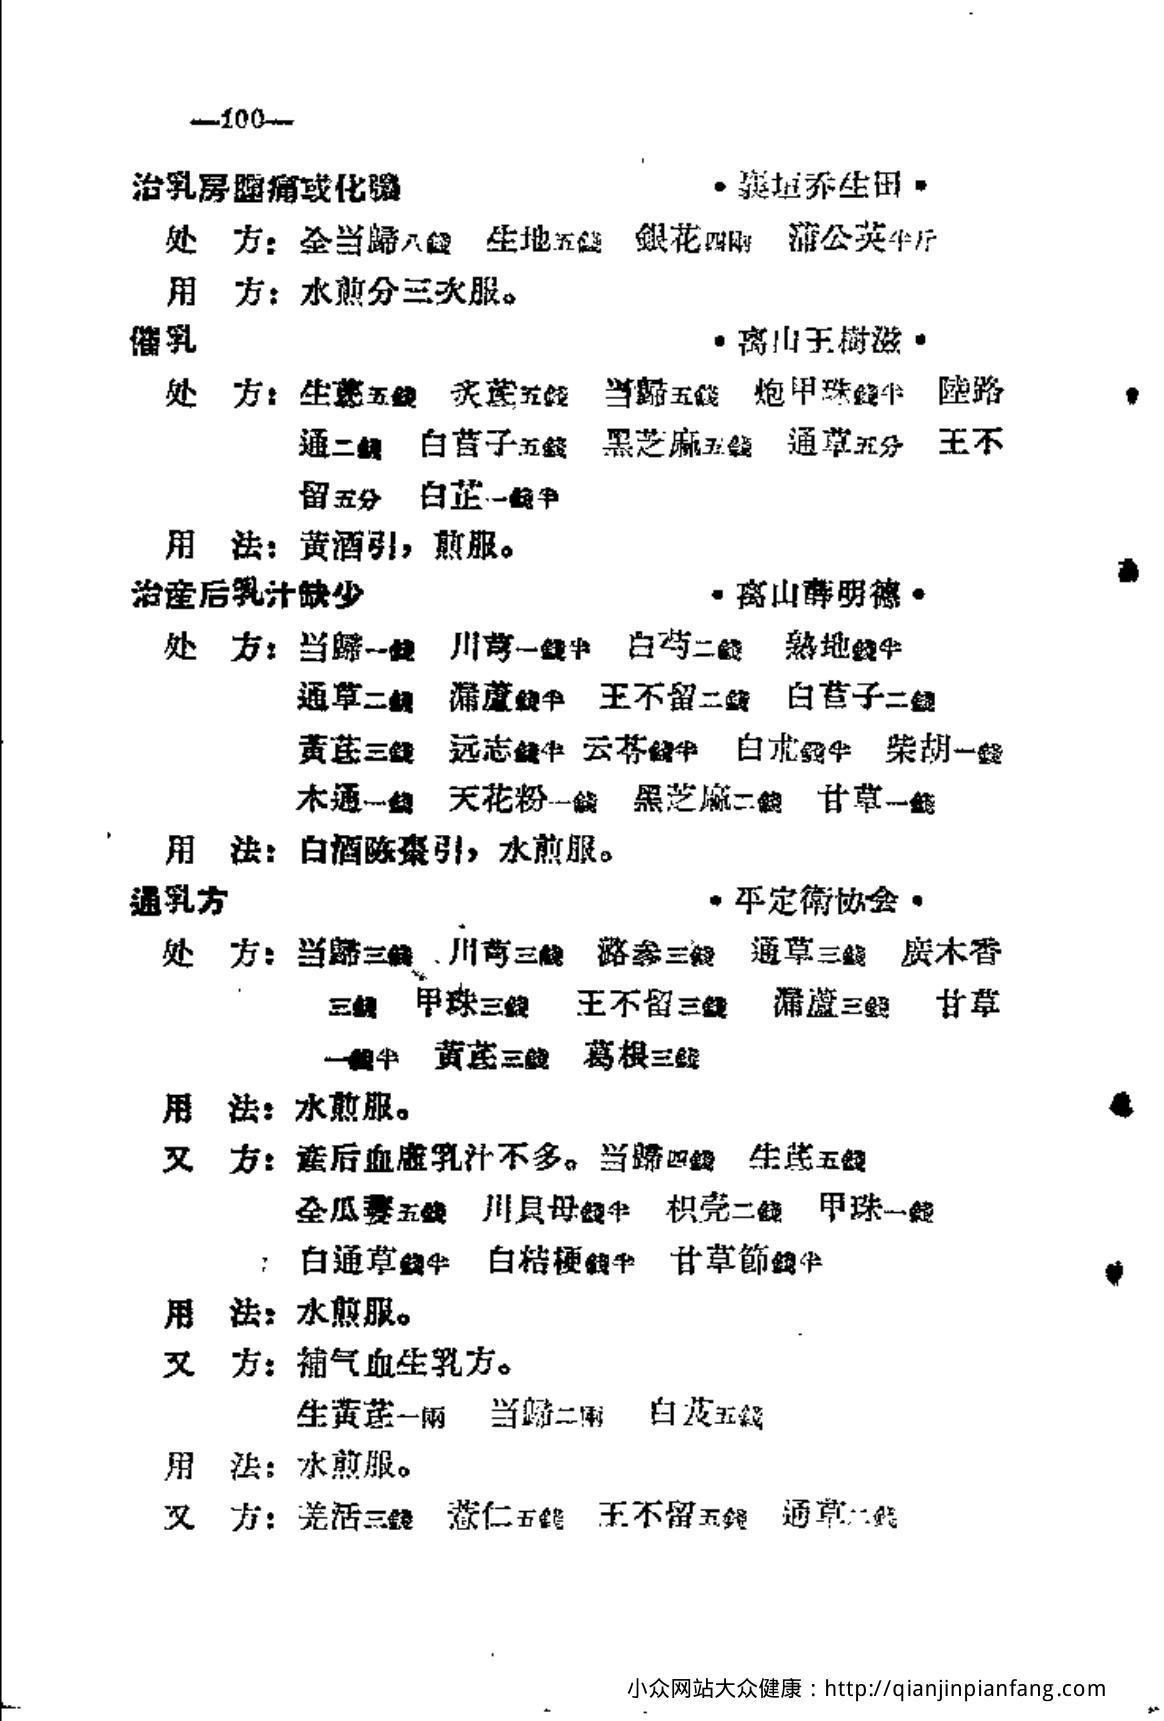 —100—
治乳房腫痛或化膿 •襄垣乔生田•
处 方：全当歸八錢 生地五錢 銀花四兩 蒲公英半斤
用 方：水煎分三次服。
催乳 •离山王樹滋•
处 方：生芪五錢 炙芪五錢 当歸五錢 炮甲珠錢半 陸路
通二錢 白苣子五錢 黑芝麻五錢 通草五分 王不
留五分 白芷一錢半
用 法：黃酒引，煎服。
治産后乳汁缺少 •离山薛明德•
处 方：当歸一錢 川芎一錢半 白芍二錢 熟地錢半
通草二錢 漏蘆錢半 王不留二錢 白苣子二錢
黃芪三錢 远志錢半 云苓錢半 白朮錢半 柴胡一錢
木通一錢 天花粉一錢 黑芝麻二錢 甘草一錢
用 法：白酒陈棗引，水煎服。
通乳方 •平定衛协会•
处 方：当歸三錢 川芎三錢 潞参三錢 通草三錢 廣木香
三錢 甲珠三錢 王不留三錢 漏蘆三錢 甘草
一錢半 黃芪三錢 葛根三錢
用 法：水煎服。
又 方：産后血虛乳汁不多。当歸四錢 生芪五錢
全瓜蔞五錢 川貝母錢半 枳壳二錢 甲珠一錢
白通草錢半 白桔梗錢半 甘草節錢半
用 法：水煎服。
又 方：補气血生乳方。
生黃芪一兩 当歸二兩 白芨五錢
用 法：水煎服。
又 方：羌活三錢 薏仁五錢 王不留五錢 通草二錢
小众网站大众健康：http://qianjinpianfang.com